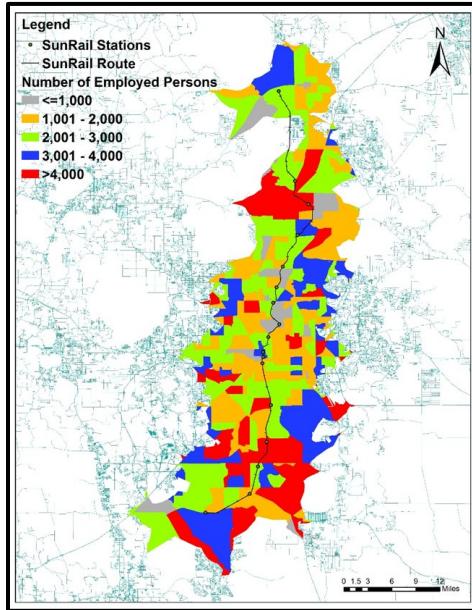 Legend
SunRail Stations
SunRail Route
Number of Employed Persons
<=1,000
1,001 - 2,000
2,001 - 3,000
3,001 - 4,000
>4,000
N
0 1.5 3 6 9 12
Miles